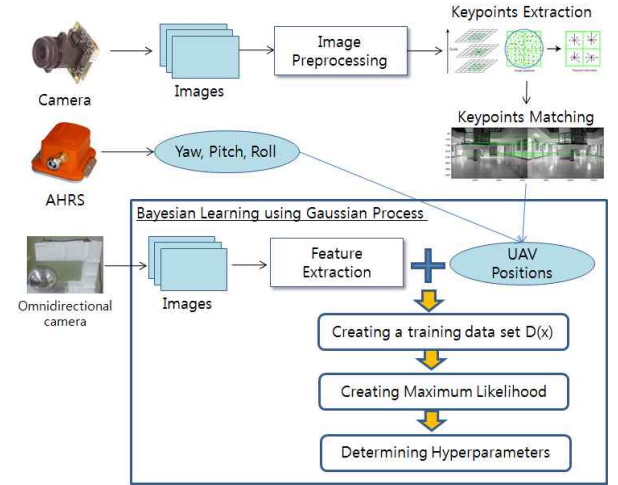 Keypoints Extraction
Image
Preprocessing
Images
Camera
Keypoints Matching
Yaw, Pitch, Roll
AHRS
Bayesian Learning using Gaussian Process
Feature
Extraction
UAV
Positions
Images
Omnidirectional
camera
Creating a training data set D(x)
Creating Maximum Likelihood
Determining Hyperparameters